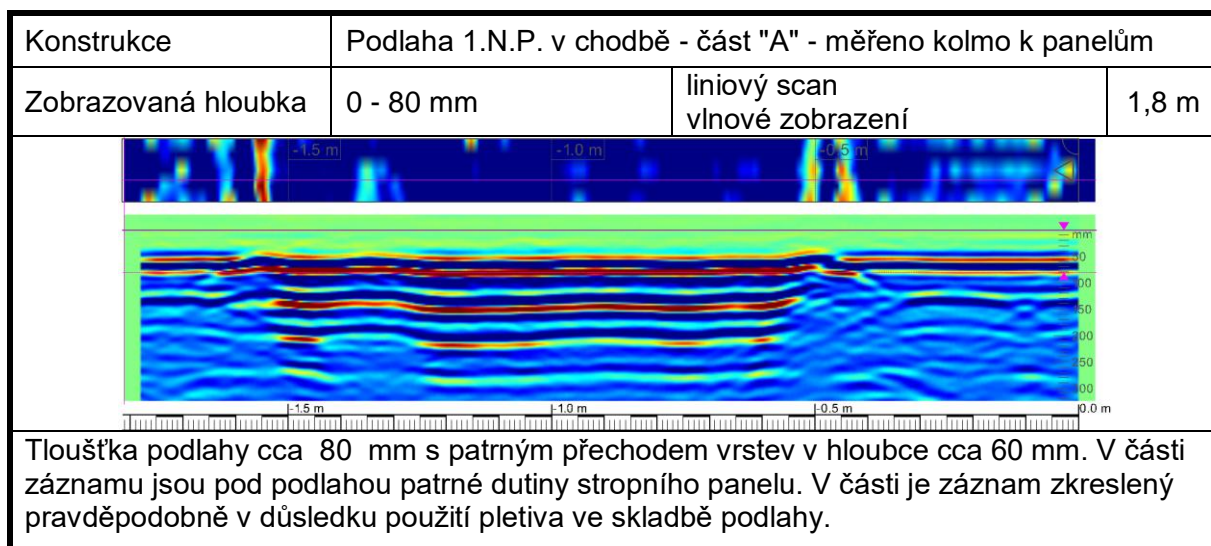 Konstrukce
Podlaha 1.N.P. v chodbě - část "A" - měřeno kolmo k panelům
Zobrazovaná hloubka
0 - 80 mm
liniový scan
vlnové zobrazení
1,8 m
-1.5 m
-1.0 m
-0.5 m
mm
50
250
-1.5 m
-1.0 m
-0.5 m
0.0 m
Tloušťka podlahy cca 80 mm s patrným přechodem vrstev v hloubce cca 60 mm. V části
záznamu jsou pod podlahou patrné dutiny stropního panelu. V části je záznam zkreslený
pravděpodobně v důsledku použití pletiva ve skladbě podlahy.